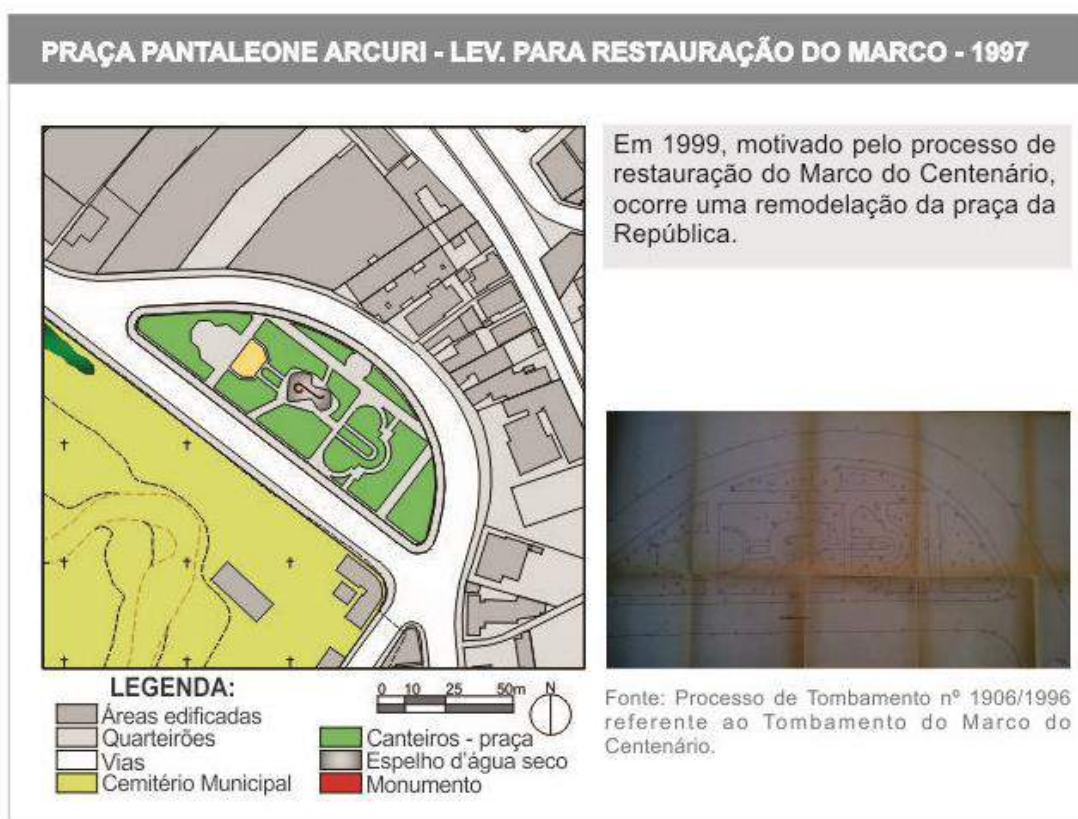 PRAÇA PANTALEONE ARCURI - LEV. PARA RESTAURAÇÃO DO MARCO - 1997
Em 1999, motivado pelo processo de
restauração do Marco do Centenário,
ocorre uma remodelação da praça da
República.
LEGENDA:
Áreas edificadas
Quarteirões
Vias
Cemitério Municipal
0 10 25 50m N
Canteiros - praça
Espelho d'água seco
Monumento
Fonte: Processo de Tombamento nº 1906/1996
referente ao Tombamento do Marco do
Centenário.